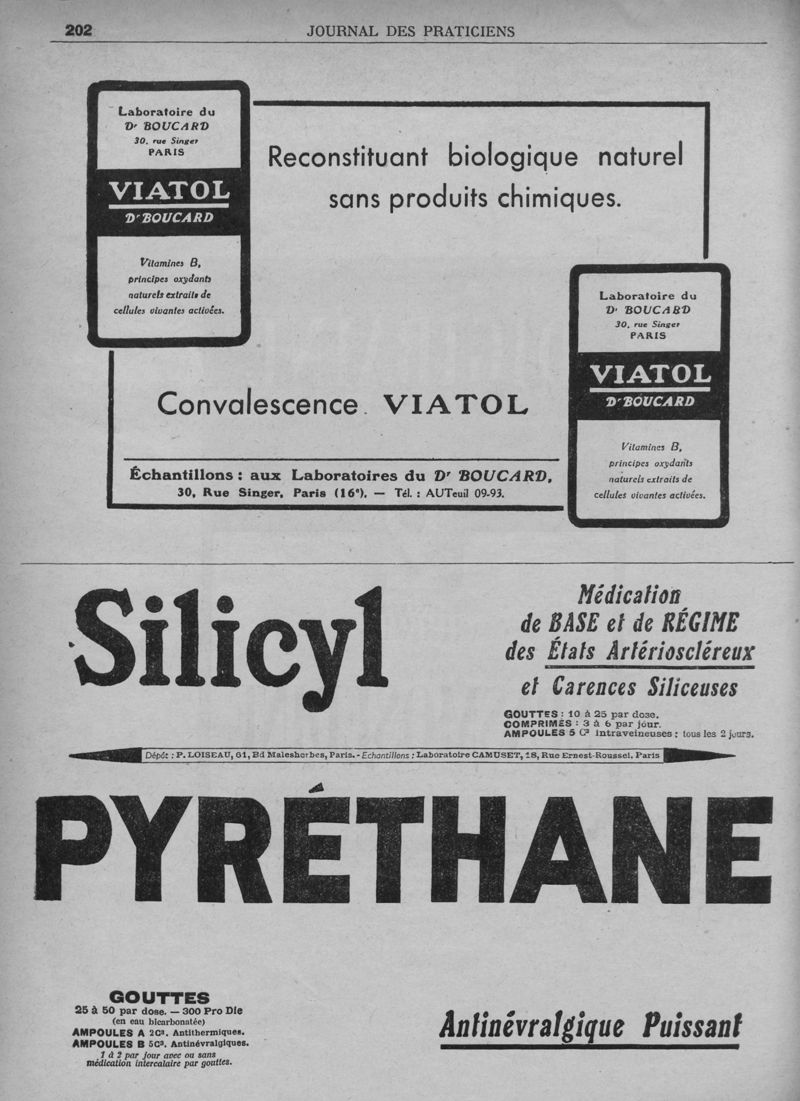 202
JOURNAL DES PRATICIENS
Laboratoire du
Dr BOUCARD
30, rue Singer
PARIS
VIATOL
Dr BOUCARD
Vitamines B,
principes oxydants
naturels extraits de
cellules vivantes activées.
Reconstituant biologique naturel
sans produits chimiques.
Laboratoire du
Dr BOUCARD
30, rue Singer
PARIS
VIATOL
Dr BOUCARD
Vitamines B,
principes oxydants
naturels extraits de
cellules vivantes activées.
Convalescence. VIATOL
Échantillons : aux Laboratoires du Dr BOUCARD,
30, Rue Singer, Paris (16e). — Tél. : AUTeuil 09-93.
Silicyl
Médication
de BASE et de RÉGIME
des États Artérioscléreux
et Carences Siliceuses
GOUTTES : 10 à 25 par dose.
COMPRIMÉS : 3 à 6 par jour.
AMPOULES 5 Ca intraveineuses : tous les 2 jours.
Dépôt : P. LOISEAU, 61, Bd Malesherbes, Paris. - Echantillons : Laboratoire CAMUSET, 18, Rue Ernest-Roussel, Paris
PYRÉTHANE
GOUTTES
25 à 50 par dose. — 300 Pro Die
(en eau bicarbonatée)
AMPOULES A 2C³. Antithermiques.
AMPOULES B 5C³. Antinévralgiques.
1 à 2 par jour avec ou sans
médication intercalaire par gouttes.
Antinévralgique Puissant